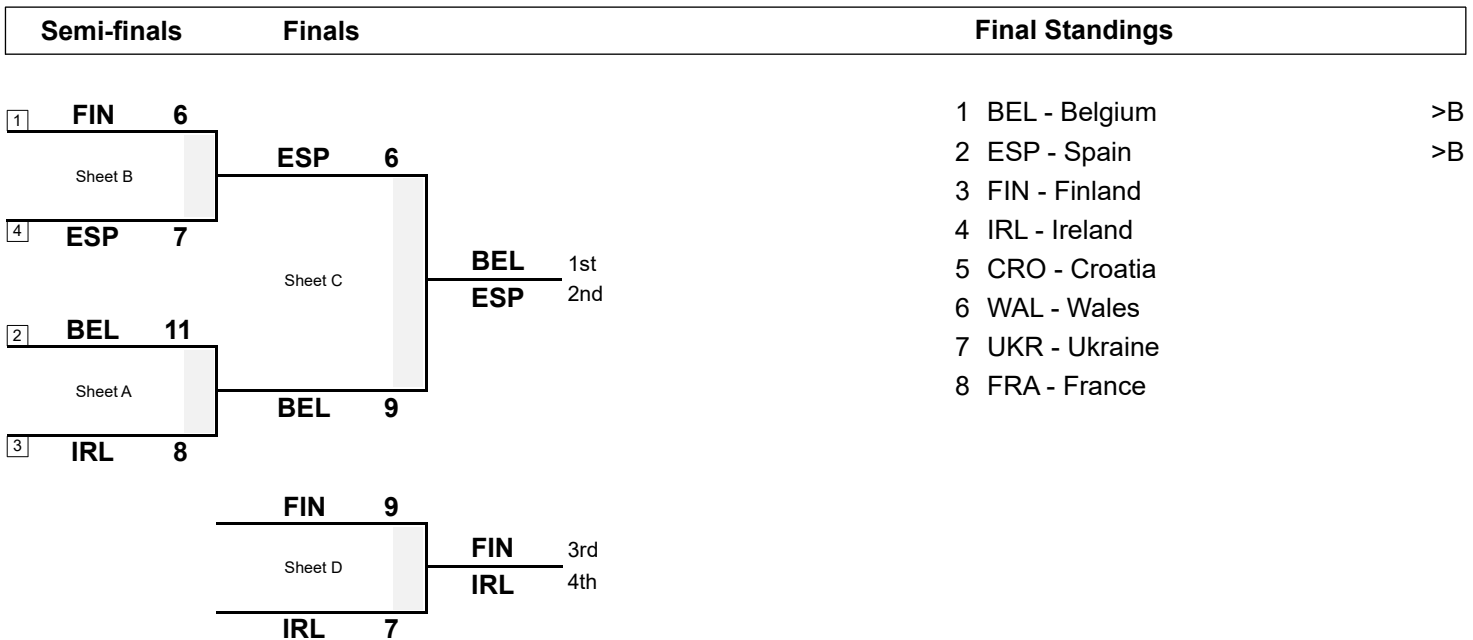 Semi-finals Finals Final Standings
1 FIN 6
Sheet B
4 ESP 7
2 BEL 11
Sheet A
3 IRL 8
ESP 6
Sheet C
BEL 9
BEL 1st
ESP 2nd
FIN 9
Sheet D
IRL 7
FIN 3rd
IRL 4th
1 BEL - Belgium >B
2 ESP - Spain >B
3 FIN - Finland
4 IRL - Ireland
5 CRO - Croatia
6 WAL - Wales
7 UKR - Ukraine
8 FRA - France